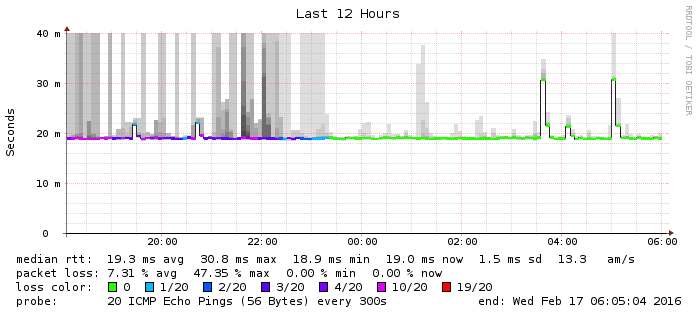 Last 12 Hours
RRDTOOL / TOBI OETIKER
Seconds
40 m
30 m
20 m
10 m
0
20:00 22:00 00:00 02:00 04:00 06:00
median rtt: 19.3 ms avg 30.8 ms max 18.9 ms min 19.0 ms now 1.5 ms sd 13.3 am/s
packet loss: 7.31 % avg 47.35 % max 0.00 % min 0.00 % now
loss color: 0 1/20 2/20 3/20 4/20 10/20 19/20
probe: 20 ICMP Echo Pings (56 Bytes) every 300s end: Wed Feb 17 06:05:04 2016